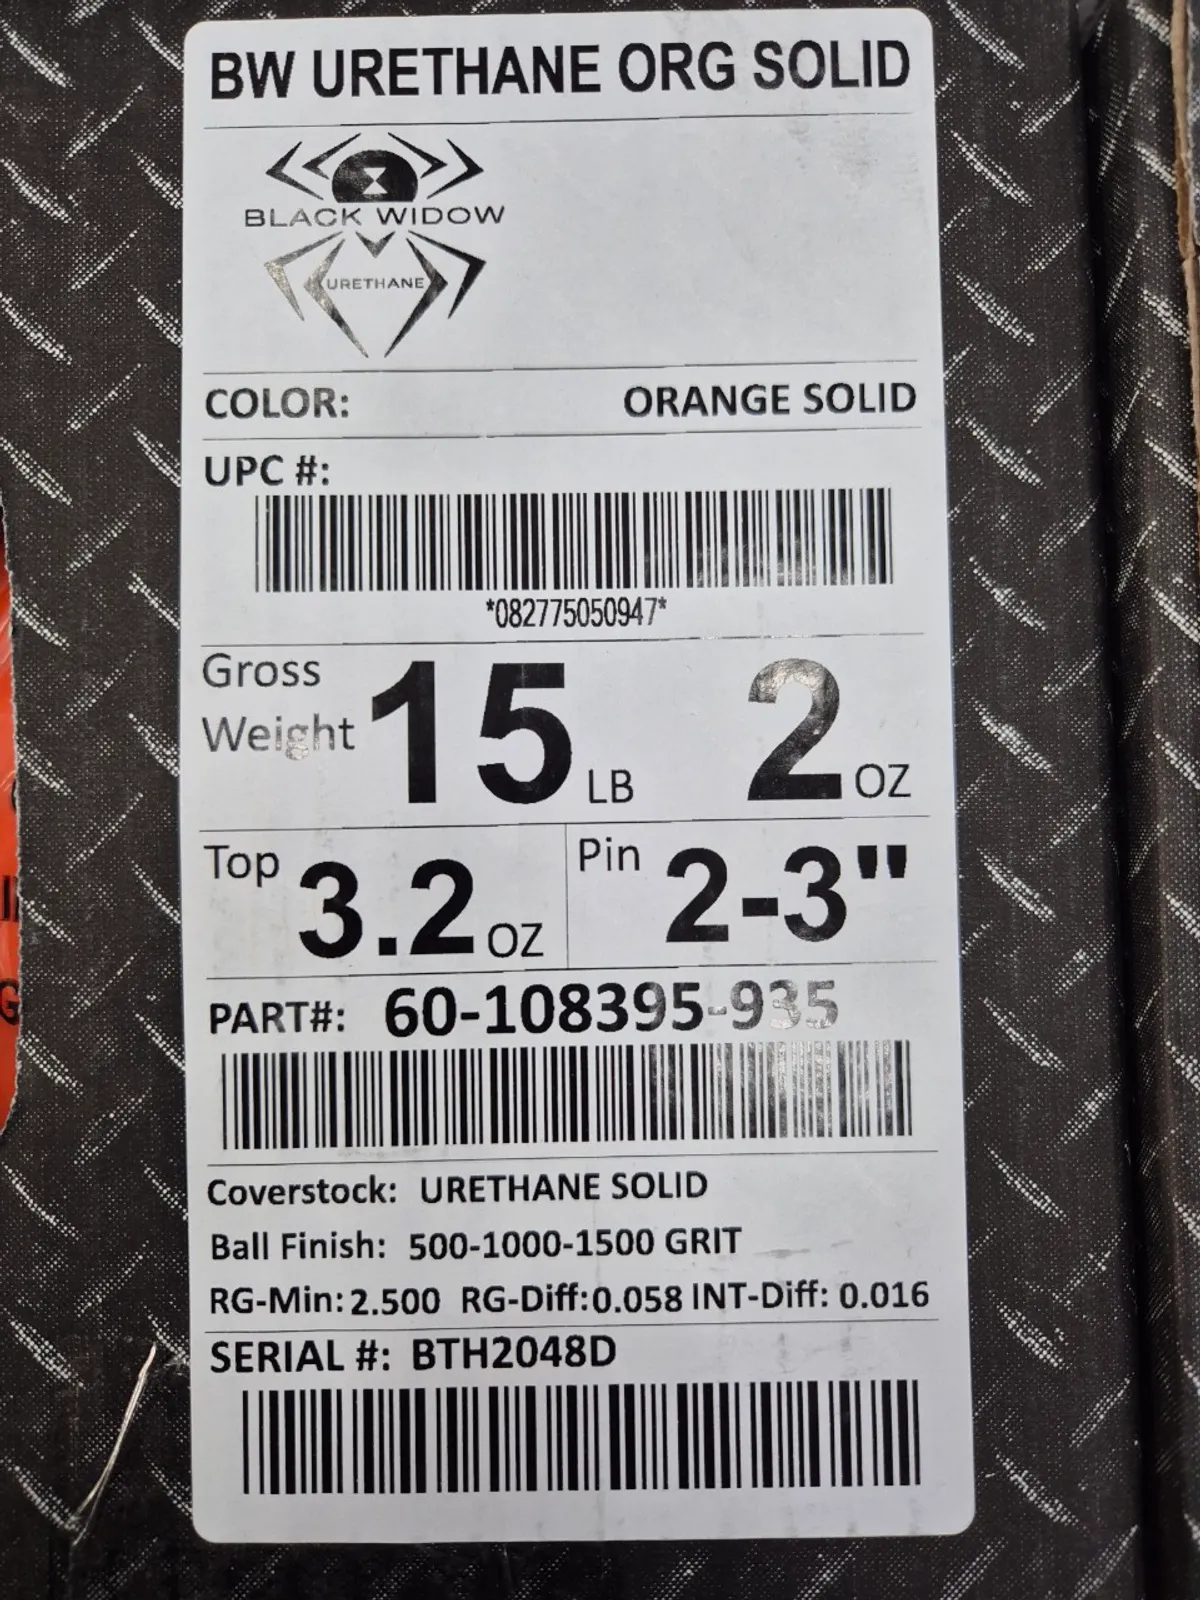 BW URETHANE ORG SOLID
BLACK WIDOW
URETHANE
COLOR: ORANGE SOLID
UPC #:
*082775050947*
Gross Weight 15 LB 2 OZ
Top 3.2 OZ Pin 2-3"
PART#: 60-108395-935
Coverstock: URETHANE SOLID
Ball Finish: 500-1000-1500 GRIT
RG-Min: 2.500 RG-Diff: 0.058 INT-Diff: 0.016
SERIAL #: BTH2048D